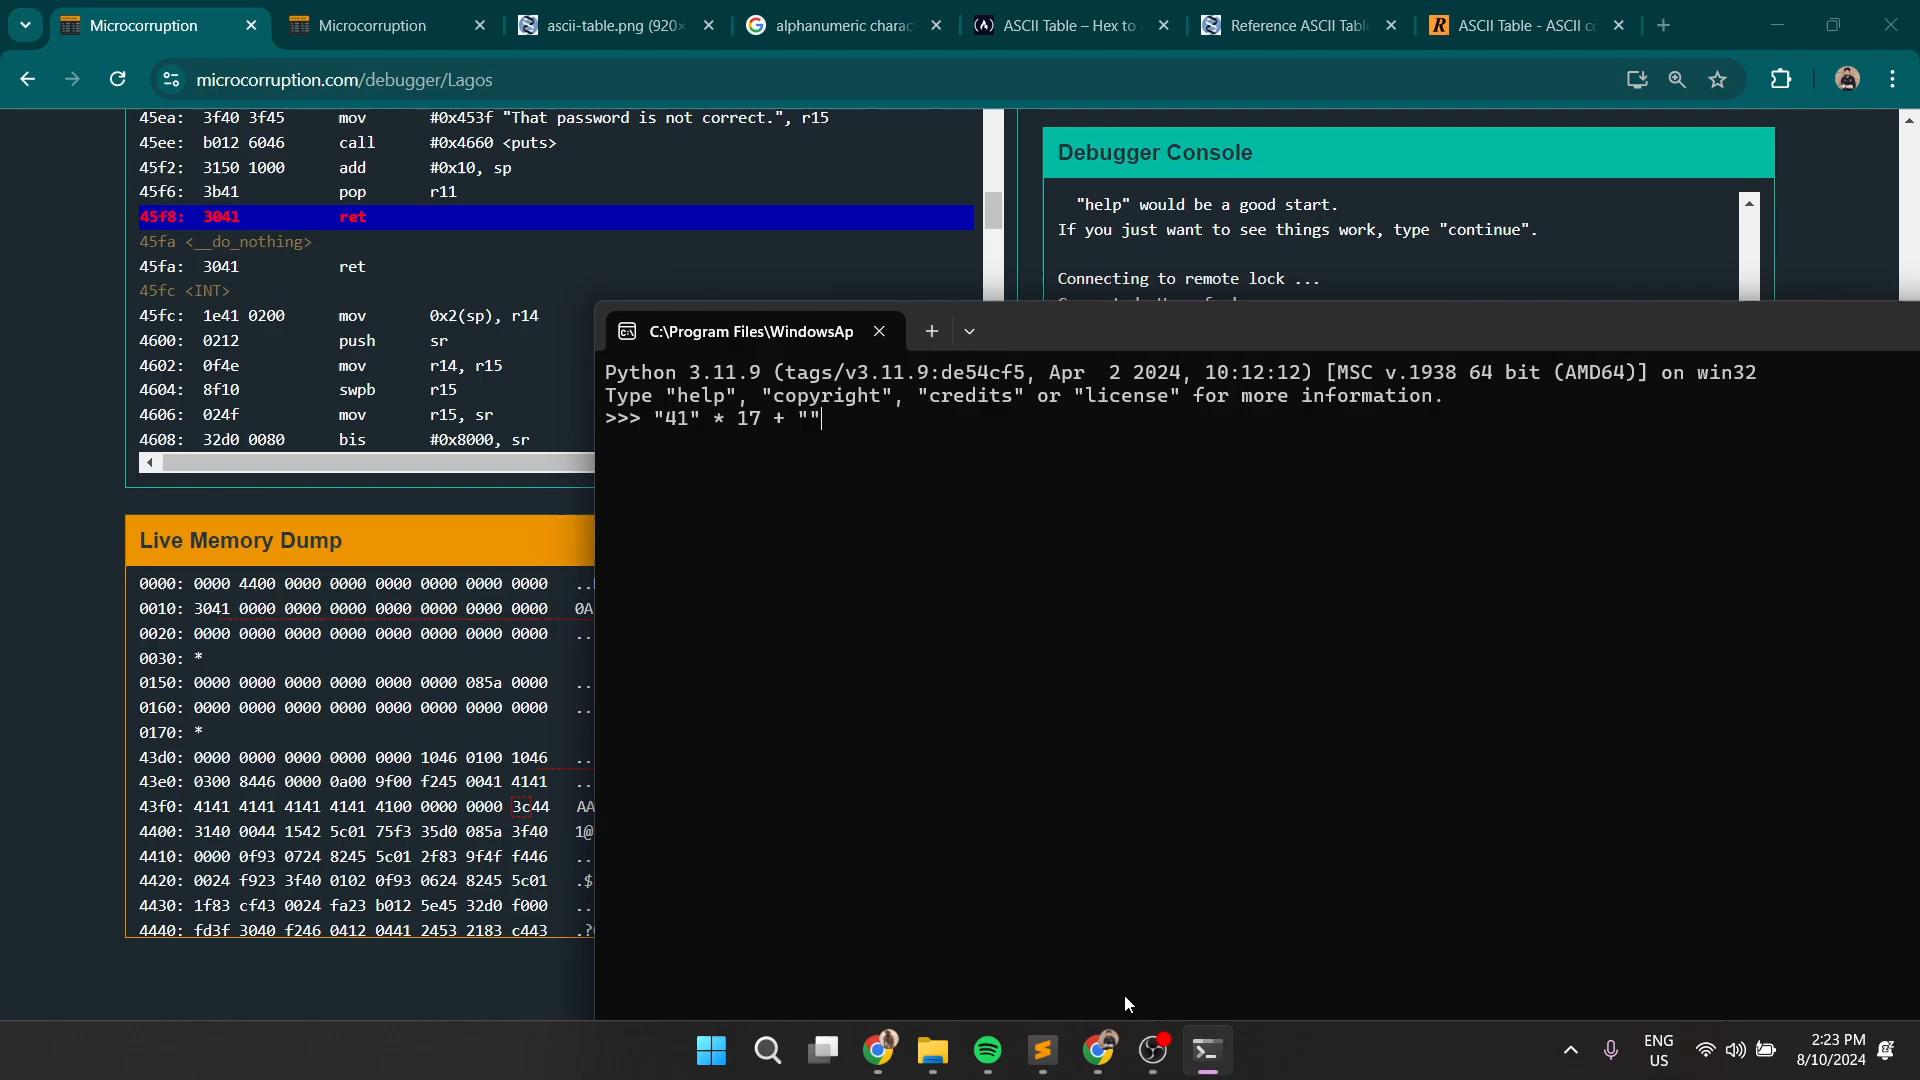 Microcorruption
Microcorruption
ascii-table.png (920×
alphanumeric charac
ASCII Table – Hex to
Reference ASCII Tabl
ASCII Table - ASCII c
microcorruption.com/debugger/Lagos
45ea: 3f40 3f45 mov #0x453f "That password is not correct.", r15
45ee: b012 6046 call #0x4660 <puts>
45f2: 3150 1000 add #0x10, sp
45f6: 3b41 pop r11
45f8: 3041 ret
45fa <__do_nothing>
45fa: 3041 ret
45fc <INT>
45fc: 1e41 0200 mov 0x2(sp), r14
4600: 0212 push sr
4602: 0f4e mov r14, r15
4604: 8f10 swpb r15
4606: 024f mov r15, sr
4608: 32d0 0080 bis #0x8000, sr
Debugger Console
"help" would be a good start.
If you just want to see things work, type "continue".
Connecting to remote lock ...
C:\Program Files\WindowsAp
Python 3.11.9 (tags/v3.11.9:de54cf5, Apr  2 2024, 10:12:12) [MSC v.1938 64 bit (AMD64)] on win32
Type "help", "copyright", "credits" or "license" for more information.
>>> "41" * 17 + ""
Live Memory Dump
0000: 0000 4400 0000 0000 0000 0000 0000 0000 ..
0010: 3041 0000 0000 0000 0000 0000 0000 0000 0A
0020: 0000 0000 0000 0000 0000 0000 0000 0000 ..
0030: *
0150: 0000 0000 0000 0000 0000 0000 085a 0000 ..
0160: 0000 0000 0000 0000 0000 0000 0000 0000 ..
0170: *
43d0: 0000 0000 0000 0000 0000 1046 0100 1046 ..
43e0: 0300 8446 0000 0a00 9f00 f245 0041 4141 ..
43f0: 4141 4141 4141 4141 4100 0000 0000 3c44 AA
4400: 3140 0044 1542 5c01 75f3 35d0 085a 3f40 1@
4410: 0000 0f93 0724 8245 5c01 2f83 9f4f f446 ..
4420: 0024 f923 3f40 0102 0f93 0624 8245 5c01 .$
4430: 1f83 cf43 0024 fa23 b012 5e45 32d0 f000 ..
4440: fd3f 3040 f246 0412 0441 2453 2183 c443 .?
ENG
US
2:23 PM
8/10/2024